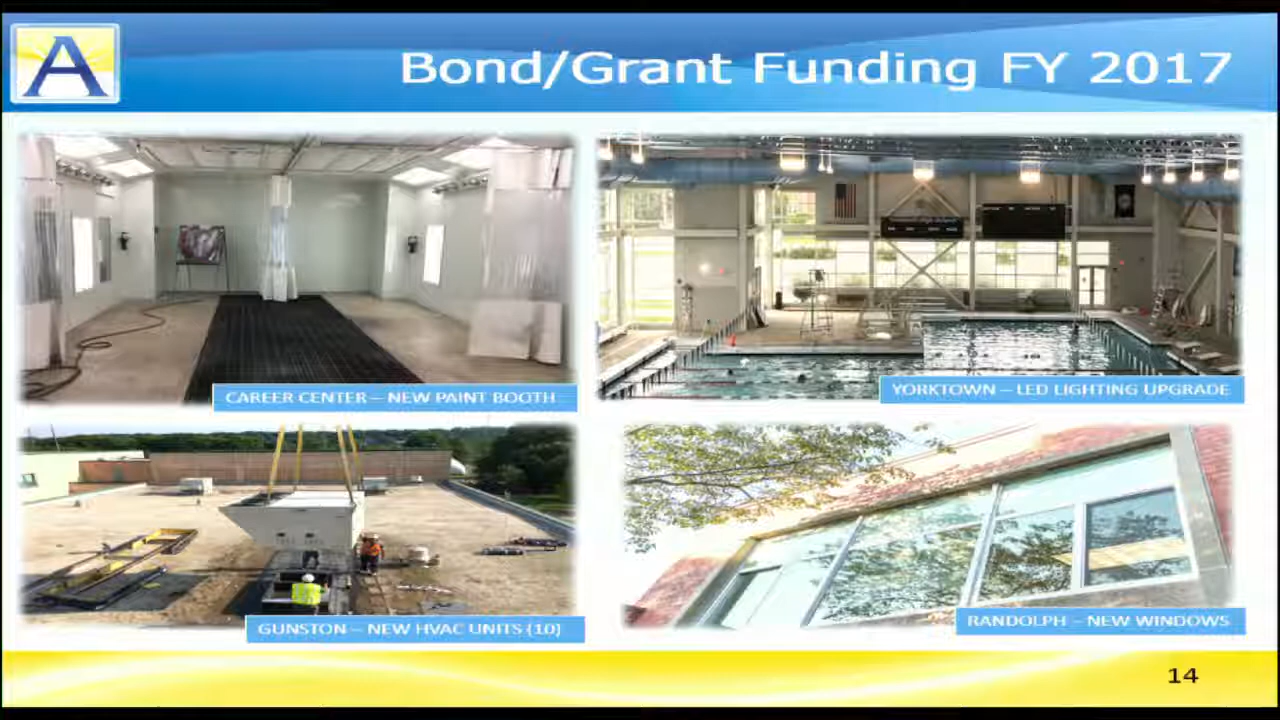 A
Bond/Grant Funding FY 2017
CAREER CENTER – NEW PAINT BOOTH
YORKTOWN – LED LIGHTING UPGRADE
GUNSTON – NEW HVAC UNITS (10)
RANDOLPH – NEW WINDOWS
14